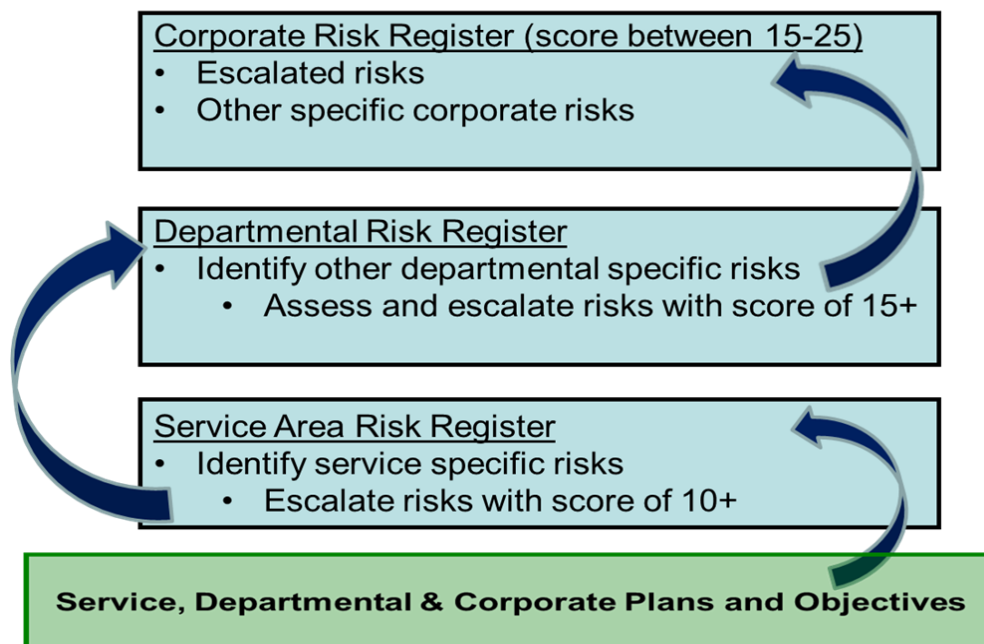 Corporate Risk Register (score between 15-25)
• Escalated risks
• Other specific corporate risks
Departmental Risk Register
• Identify other departmental specific risks
• Assess and escalate risks with score of 15+
Service Area Risk Register
• Identify service specific risks
• Escalate risks with score of 10+
Service, Departmental & Corporate Plans and Objectives